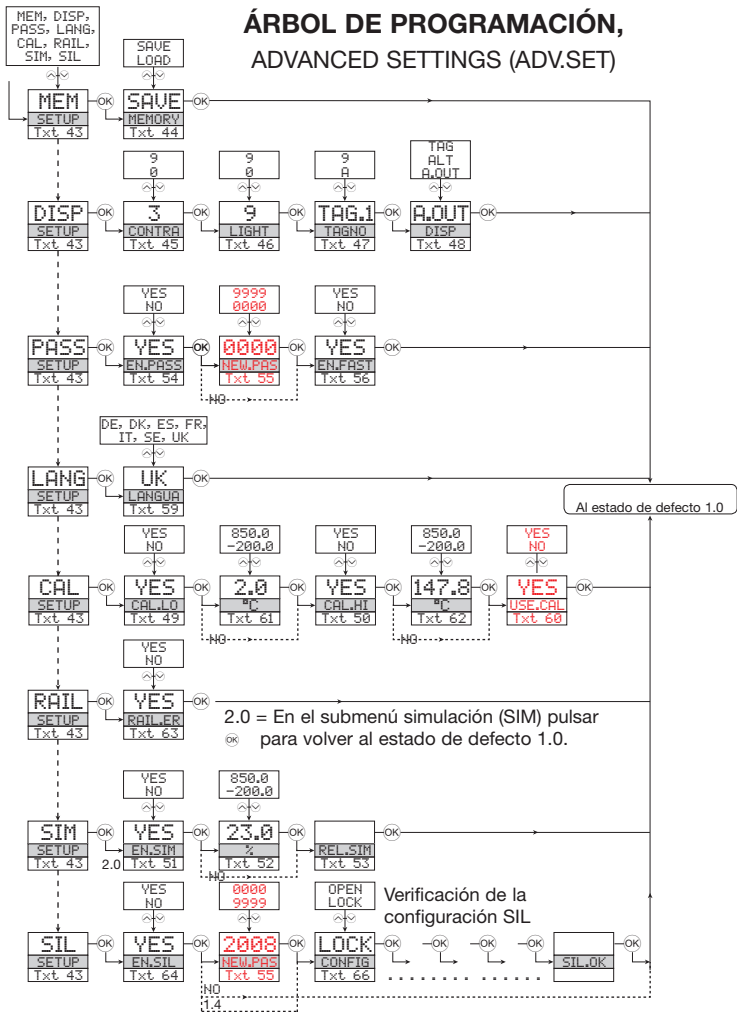 ÁRBOL DE PROGRAMACIÓN,
ADVANCED SETTINGS (ADV.SET)
MEM, DISP,
PASS, LANG,
CAL, RAIL,
SIM, SIL
SAVE
LOAD
MEM OK SAVE OK
SETUP MEMORY
Txt 43 Txt 44
9 9 9 TAG
0 0 A ALT
A.OUT
DISP OK 3 OK 9 OK TAG.1 OK A.OUT OK
SETUP CONTRA LIGHT TAGNO DISP
Txt 43 Txt 45 Txt 46 Txt 47 Txt 48
YES 9999 YES
NO 0000 NO
PASS OK YES OK 0000 OK YES OK
SETUP EN.PASS NEW.PAS EN.FAST
Txt 43 Txt 54 Txt 55 Txt 56
NO
DE, DK, ES, FR,
IT, SE, UK
LANG OK UK OK
SETUP LANGUA
Txt 43 Txt 59
Al estado de defecto 1.0
YES 850.0 YES 850.0 YES
NO -200.0 NO -200.0 NO
CAL OK YES OK 2.0 OK YES OK 147.8 OK YES OK
SETUP CAL.LO °C CAL.HI °C USE.CAL
Txt 43 Txt 49 Txt 61 Txt 50 Txt 62 Txt 60
NO NO
YES
NO
RAIL OK YES OK
SETUP RAIL.ER
Txt 43 Txt 63
2.0 = En el submenú simulación (SIM) pulsar
OK para volver al estado de defecto 1.0.
YES 850.0
NO -200.0
SIM OK YES OK 23.0 OK OK
SETUP EN.SIM % REL.SIM
2.0
Txt 43 Txt 51 Txt 52 Txt 53
NO
YES 0000 OPEN
NO 9999 LOCK
Verificación de la
configuración SIL
SIL OK YES OK 2008 OK LOCK OK OK OK OK OK
SETUP EN.SIL NEW.PAS CONFIG SIL.OK
Txt 43 Txt 64 Txt 55 Txt 66 . . . . . . . . . . . . . .
NO
1.4